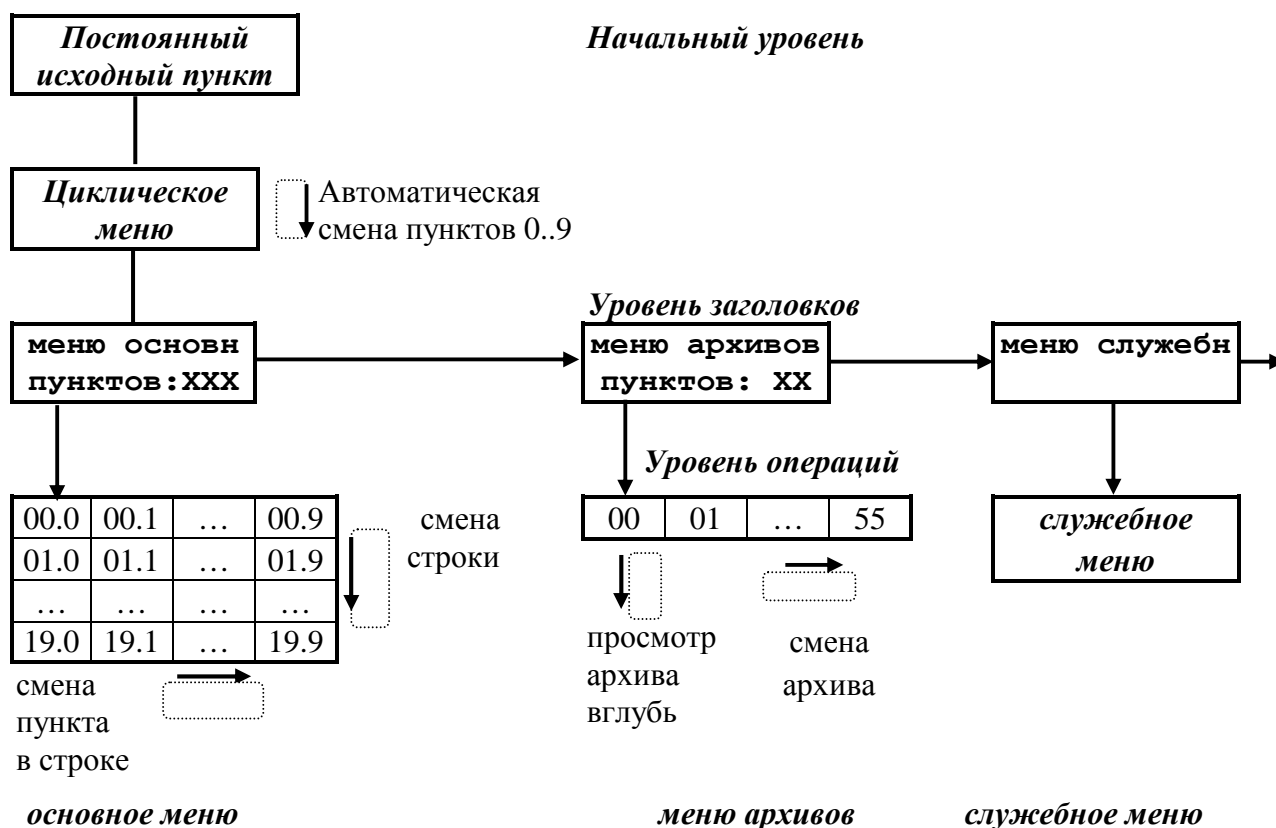 Постоянный
исходный пункт
Начальный уровень
Циклическое
меню
Автоматическая
смена пунктов 0..9
Уровень заголовков
меню основн
пунктов:XXX
меню архивов
пунктов: XX
меню служебн
Уровень операций
00.0 00.1 … 00.9
01.0 01.1 … 01.9
… … … …
19.0 19.1 … 19.9
смена
строки
00 01 … 55
служебное
меню
смена
пункта
в строке
просмотр
архива
вглубь
смена
архива
основное меню
меню архивов
служебное меню